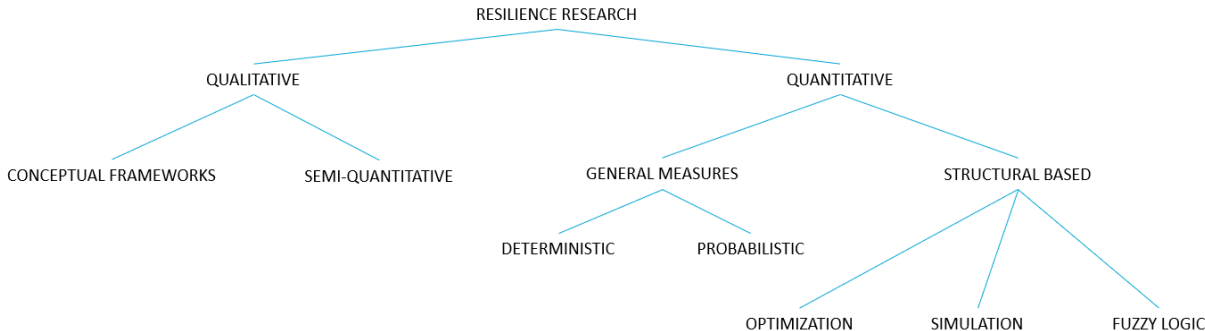 RESILIENCE RESEARCH
QUALITATIVE
QUANTITATIVE
CONCEPTUAL FRAMEWORKS
SEMI-QUANTITATIVE
GENERAL MEASURES
STRUCTURAL BASED
DETERMINISTIC
PROBABILISTIC
OPTIMIZATION
SIMULATION
FUZZY LOGIC